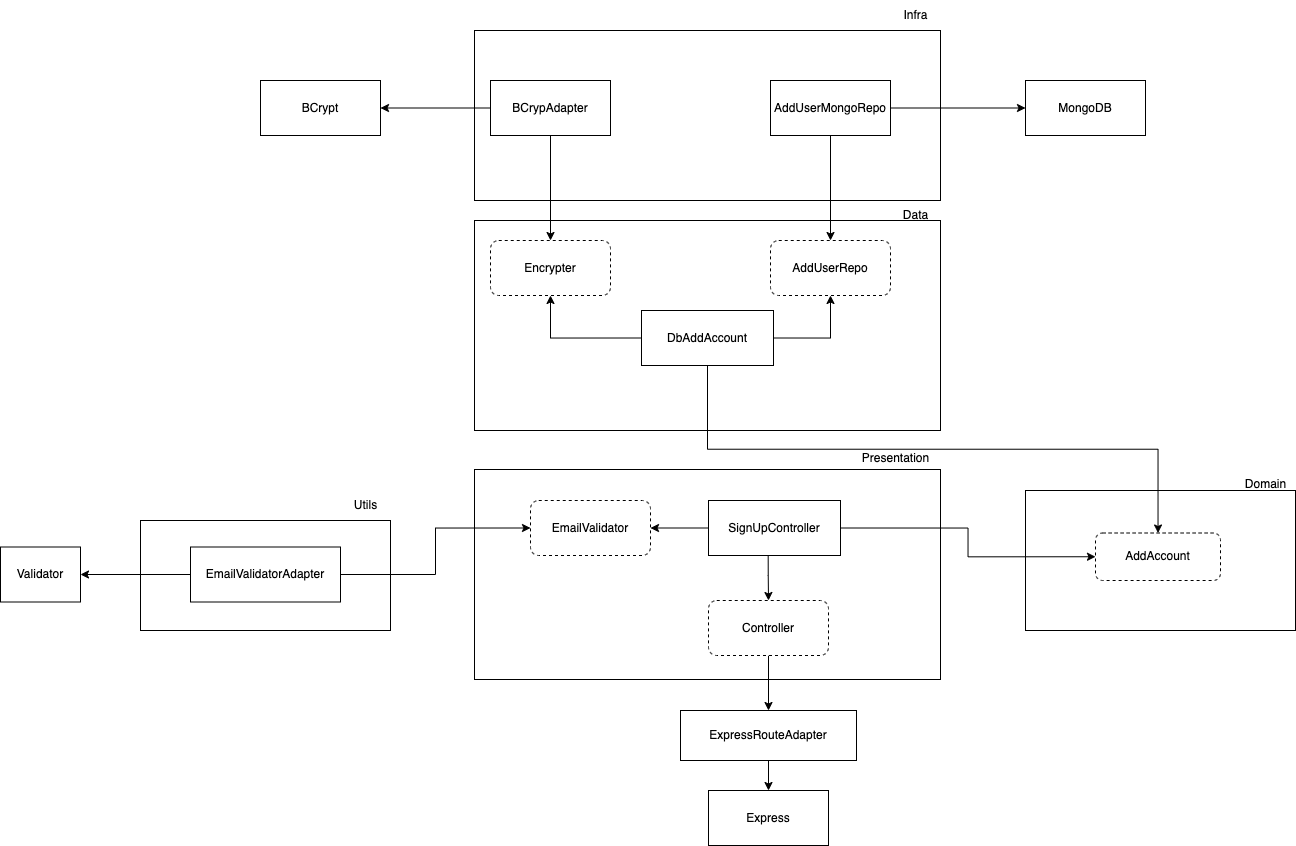 Infra
BCrypt
BCrypAdapter
AddUserMongoRepo
MongoDB
Data
Encrypter
AddUserRepo
DbAddAccount
Presentation
Domain
Utils
EmailValidator
SignUpController
AddAccount
Validator
EmailValidatorAdapter
Controller
ExpressRouteAdapter
Express